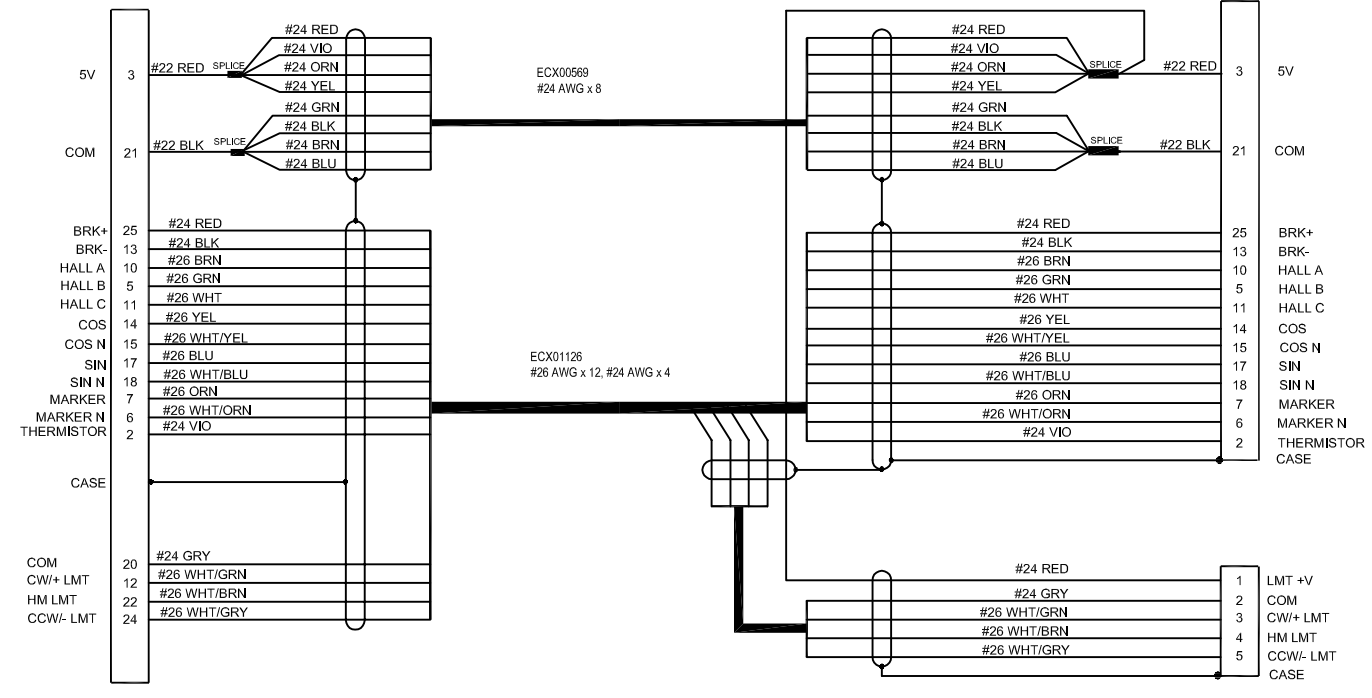 #24 RED
#24 VIO
5V 3 #22 RED SPLICE #24 ORN
#24 YEL
#24 GRN
#24 BLK
COM 21 #22 BLK SPLICE #24 BRN
#24 BLU
BRK+ 25 #24 RED
BRK- 13 #24 BLK
HALL A 10 #26 BRN
HALL B 5 #26 GRN
HALL C 11 #26 WHT
COS 14 #26 YEL
COS N 15 #26 WHT/YEL
SIN 17 #26 BLU
SIN N 18 #26 WHT/BLU
MARKER 7 #26 ORN
MARKER N 6 #26 WHT/ORN
THERMISTOR 2 #24 VIO
CASE
COM 20 #24 GRY
CW/+ LMT 12 #26 WHT/GRN
HM LMT 22 #26 WHT/BRN
CCW/- LMT 24 #26 WHT/GRY
ECX00569
#24 AWG x 8
ECX01126
#26 AWG x 12, #24 AWG x 4
#24 RED
#24 VIO
#24 ORN SPLICE #22 RED 3 5V
#24 YEL
#24 GRN
#24 BLK
#24 BRN SPLICE #22 BLK 21 COM
#24 BLU
#24 RED 25 BRK+
#24 BLK 13 BRK-
#26 BRN 10 HALL A
#26 GRN 5 HALL B
#26 WHT 11 HALL C
#26 YEL 14 COS
#26 WHT/YEL 15 COS N
#26 BLU 17 SIN
#26 WHT/BLU 18 SIN N
#26 ORN 7 MARKER
#26 WHT/ORN 6 MARKER N
#24 VIO 2 THERMISTOR
CASE
#24 RED 1 LMT +V
#24 GRY 2 COM
#26 WHT/GRN 3 CW/+ LMT
#26 WHT/BRN 4 HM LMT
#26 WHT/GRY 5 CCW/- LMT
CASE